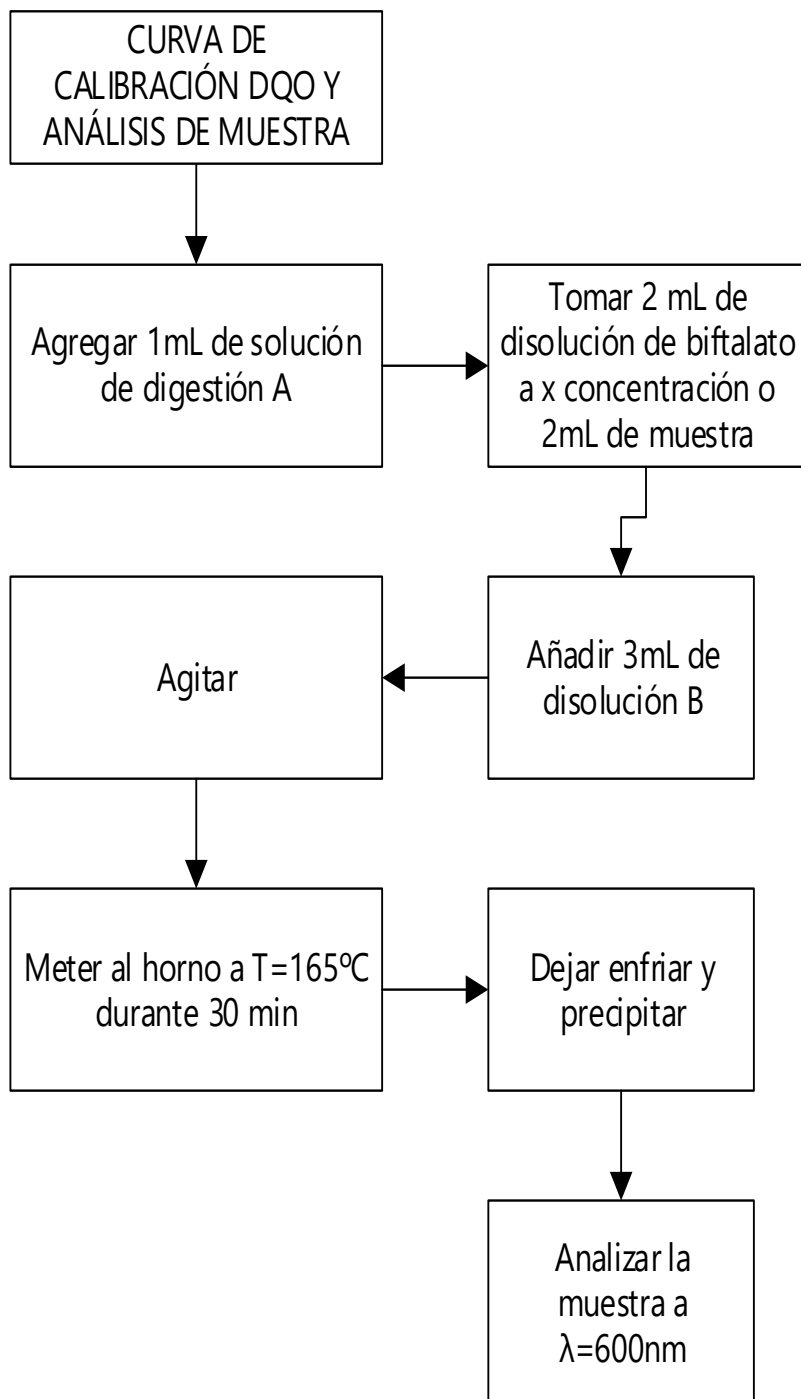 CURVA DE
CALIBRACIÓN DQO Y
ANÁLISIS DE MUESTRA
Agregar 1mL de solución
de digestión A
Tomar 2 mL de
disolución de biftalato
a x concentración o
2mL de muestra
Añadir 3mL de
disolución B
Agitar
Meter al horno a T=165ºC
durante 30 min
Dejar enfriar y
precipitar
Analizar la
muestra a
λ=600nm